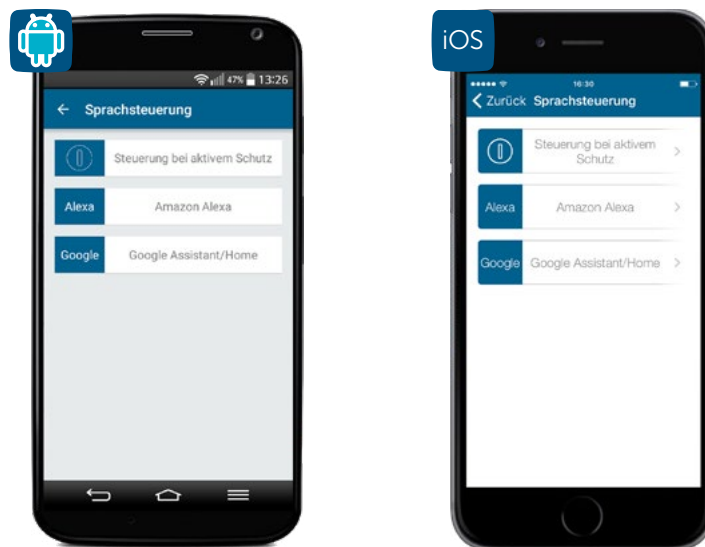 47% 13:26
Sprachsteuerung
Steuerung bei aktivem Schutz
Alexa Amazon Alexa
Google Google Assistant/Home
iOS
16:30
Zurück Sprachsteuerung
Steuerung bei aktivem
Schutz
Alexa Amazon Alexa
Google Google Assistant/Home